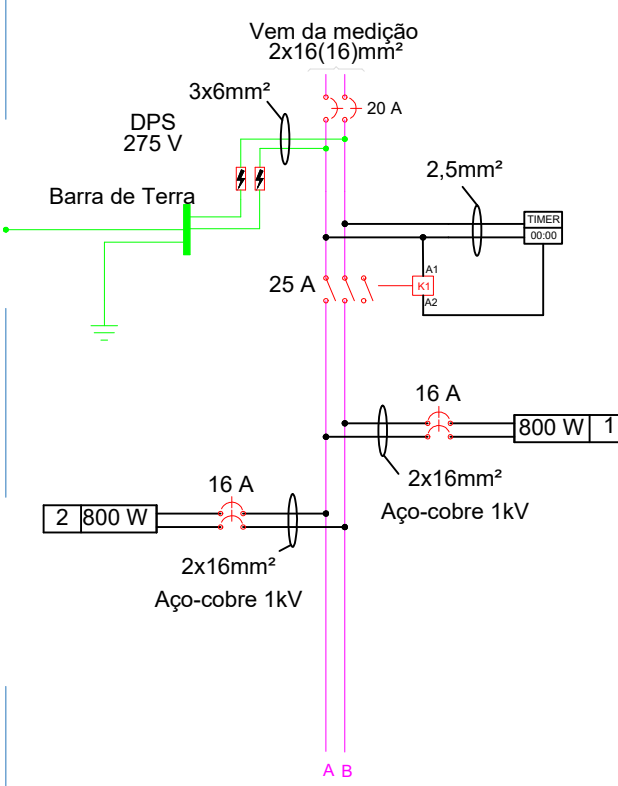 Vem da medição
2x16(16)mm²
20 A
3x6mm²
DPS
275 V
Barra de Terra
2,5mm²
TIMER
00:00
25 A
A1
K1
A2
16 A
800 W 1
2x16mm²
Aço-cobre 1kV
16 A
2 800 W
2x16mm²
Aço-cobre 1kV
A B